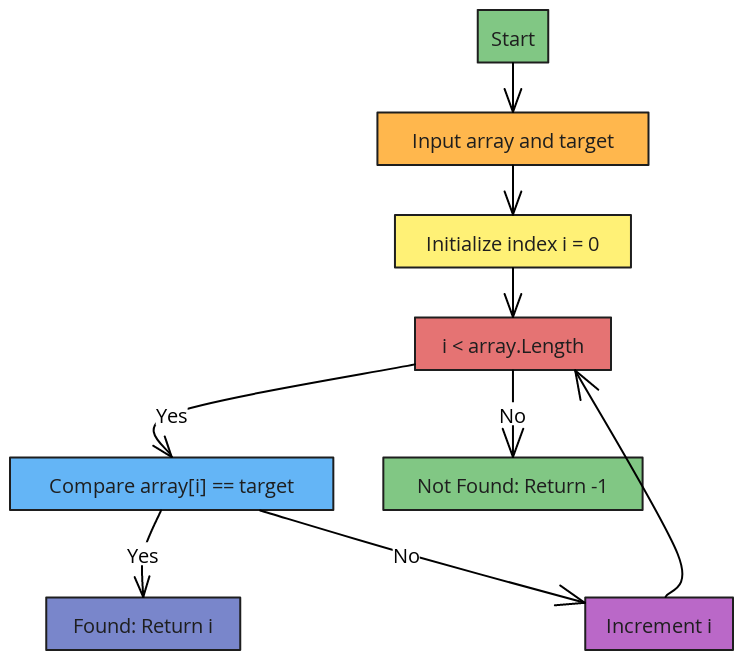 Start
Input array and target
Initialize index i = 0
i < array.Length
Yes
No
Compare array[i] == target
Not Found: Return -1
Yes
No
Found: Return i
Increment i